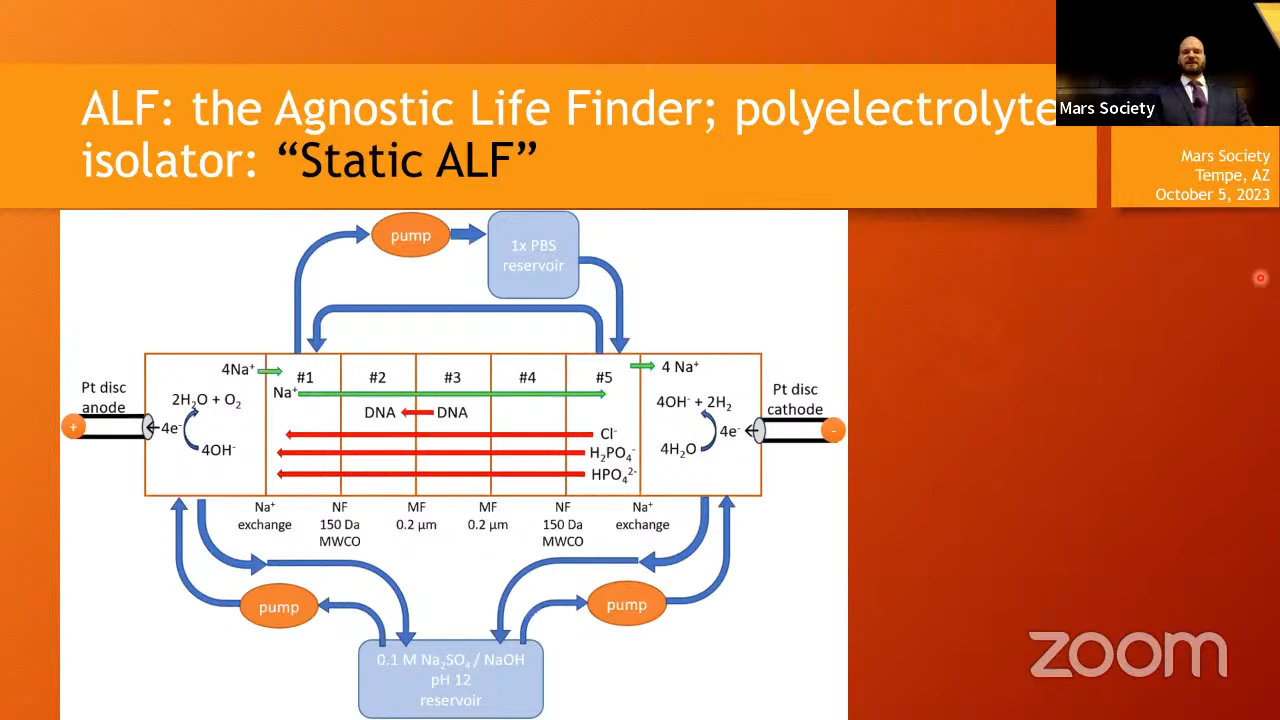 ALF: the Agnostic Life Finder; polyelectrolyte
isolator: “Static ALF”
Mars Society
Mars Society
Tempe, AZ
October 5, 2023
pump
1x PBS
reservoir
4Na⁺
#1
#2
#3
#4
#5
4 Na⁺
Na⁺
Pt disc
anode
+
2H₂O + O₂
4e⁻
4OH⁻
DNA
DNA
Cl⁻
H₂PO₄⁻
HPO₄²⁻
4OH⁻ + 2H₂
4e⁻
4H₂O
Pt disc
cathode
-
Na⁺
exchange
NF
150 Da
MWCO
MF
0.2 µm
MF
0.2 µm
NF
150 Da
MWCO
Na⁺
exchange
pump
pump
0.1 M Na₂SO₄ / NaOH
pH 12
reservoir
zoom